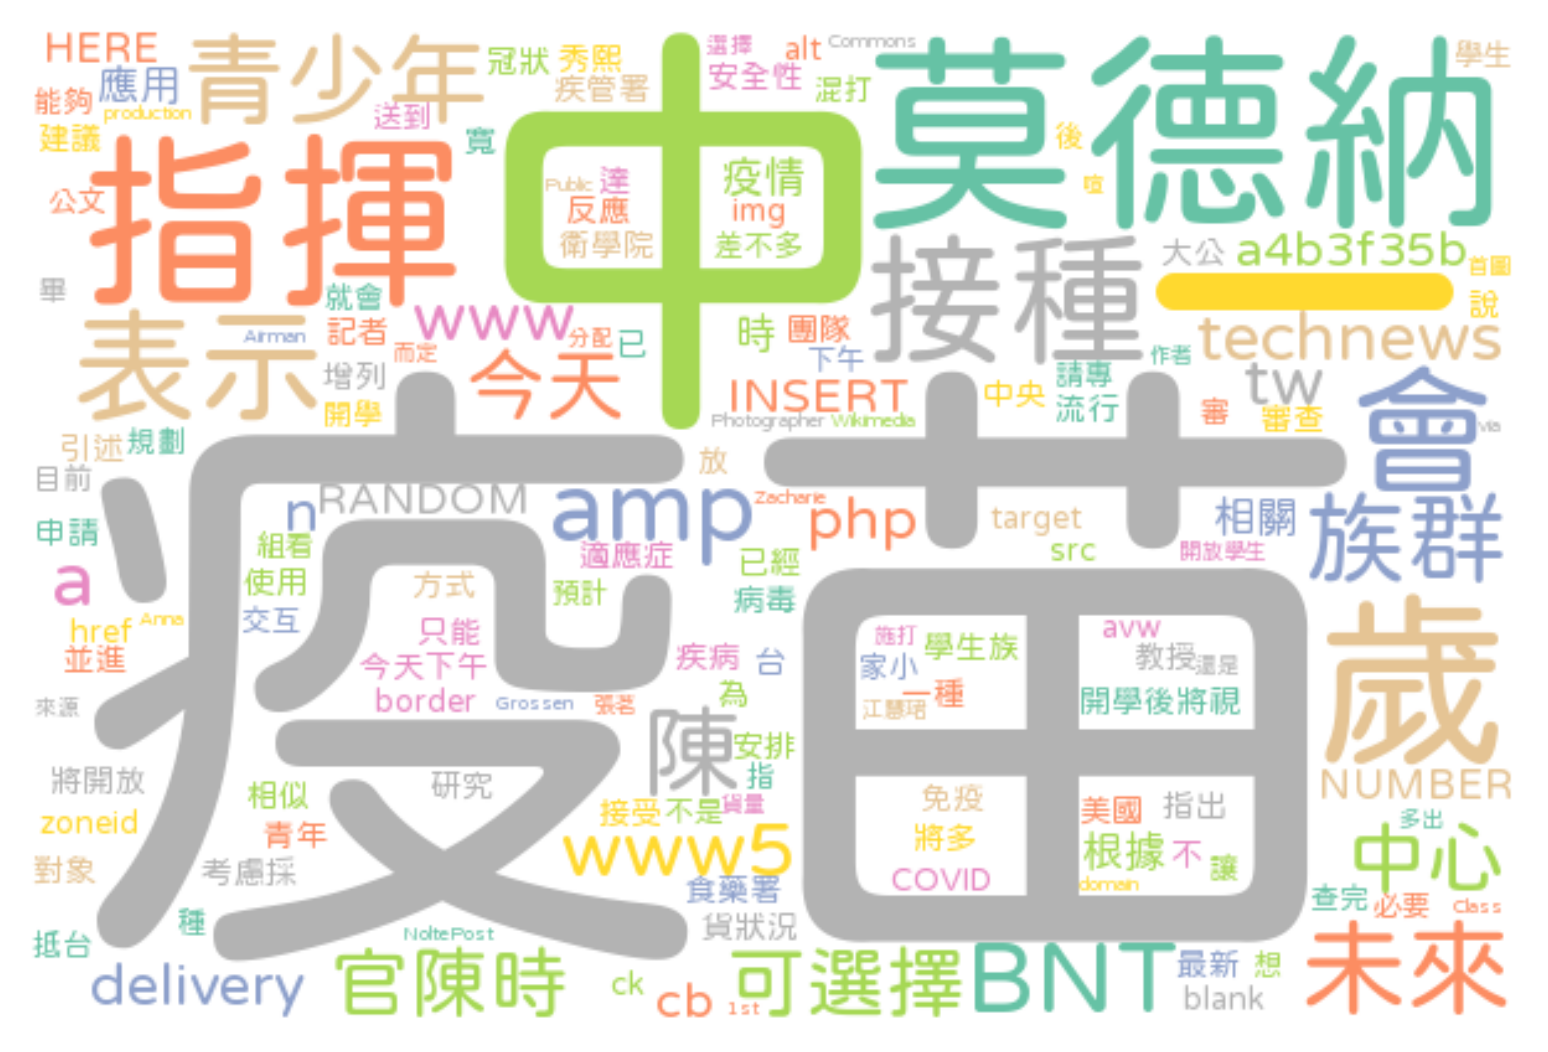 HERE
青少年
冠狀
秀熙
選擇
alt
Commons
莫德納
學生
應用
疾管署
安全性
混打
能夠
production
送到
建議
寬
中
後
指揮
公文
Public
達
疫情
喧
反應
img
衛學院
差不多
接種
大公
a4b3f35b
首圖
畢
就會
www
一
說
表示
Airman
記者
分配
已
時
團隊
technews
而定
今天
下午
作者
增列
INSERT
中央
請專
tw
會
開學
Photographer
Wikimedia
流行
審
審查
via
引述
規劃
疫苗
放
目前
RANDOM
amp
Zacharie
php
target
相關
族群
n
申請
組看
適應症
已經
src
開放學生
a
使用
方式
預計
病毒
歲
href
Anna
交互
只能
施打
學生族
avw
並進
今天下午
疾病
台
家小
教授
還是
來源
border
Grossen
張茗
為
一種
開學後將視
江慧珺
陳
安排
將開放
研究
指
免疫
NUMBER
zoneid
相似
接受
不是
貨量
美國
指出
青年
www5
將多
根據
不
讓
多出
中心
對象
考慮採
食藥署
COVID
domain
查完
必要
Class
種
貨狀況
抵台
NoltePost
未來
delivery
官陳時
ck
cb
1st
可選擇
BNT
最新
想
blank